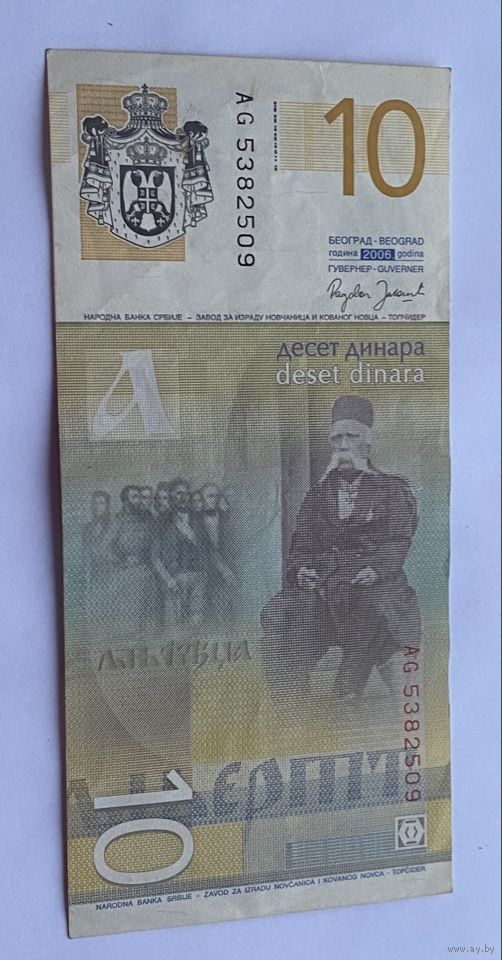 10
AG 5382509
БЕОГРАД - BEOGRAD
година 2006 godina
ГУВЕРНЕР - GUVERNER
НАРОДНА БАНКА СРБИЈЕ - ЗАВОД ЗА ИЗРАДУ НОВЧАНИЦА И КОВАНОГ НОВЦА - ТОПЧИДЕР
десет динара
deset dinara
AG 5382509
10
NARODNA BANKA SRBIJE - ZAVOD ZA IZRADU NOVČANICA I KOVANOG NOVCA - TOPČIDER
www.ay.by